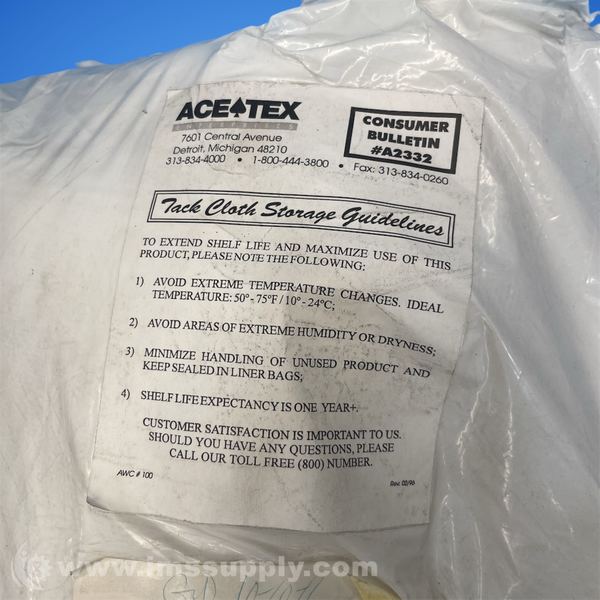 ACE♠TEX
ENTERPRISES
7601 Central Avenue
Detroit, Michigan 48210
313-834-4000 • 1-800-444-3800 • Fax: 313-834-0260
CONSUMER
BULLETIN
#A2332
Tack Cloth Storage Guidelines
TO EXTEND SHELF LIFE AND MAXIMIZE USE OF THIS
PRODUCT, PLEASE NOTE THE FOLLOWING;
1) AVOID EXTREME TEMPERATURE CHANGES. IDEAL
TEMPERATURE: 50° - 75°F / 10° - 24°C;
2) AVOID AREAS OF EXTREME HUMIDITY OR DRYNESS;
3) MINIMIZE HANDLING OF UNUSED PRODUCT AND
KEEP SEALED IN LINER BAGS;
4) SHELF LIFE EXPECTANCY IS ONE YEAR+.
CUSTOMER SATISFACTION IS IMPORTANT TO US.
SHOULD YOU HAVE ANY QUESTIONS, PLEASE
CALL OUR TOLL FREE (800) NUMBER.
AWC # 100
Rev. 02/96
www.imssupply.com